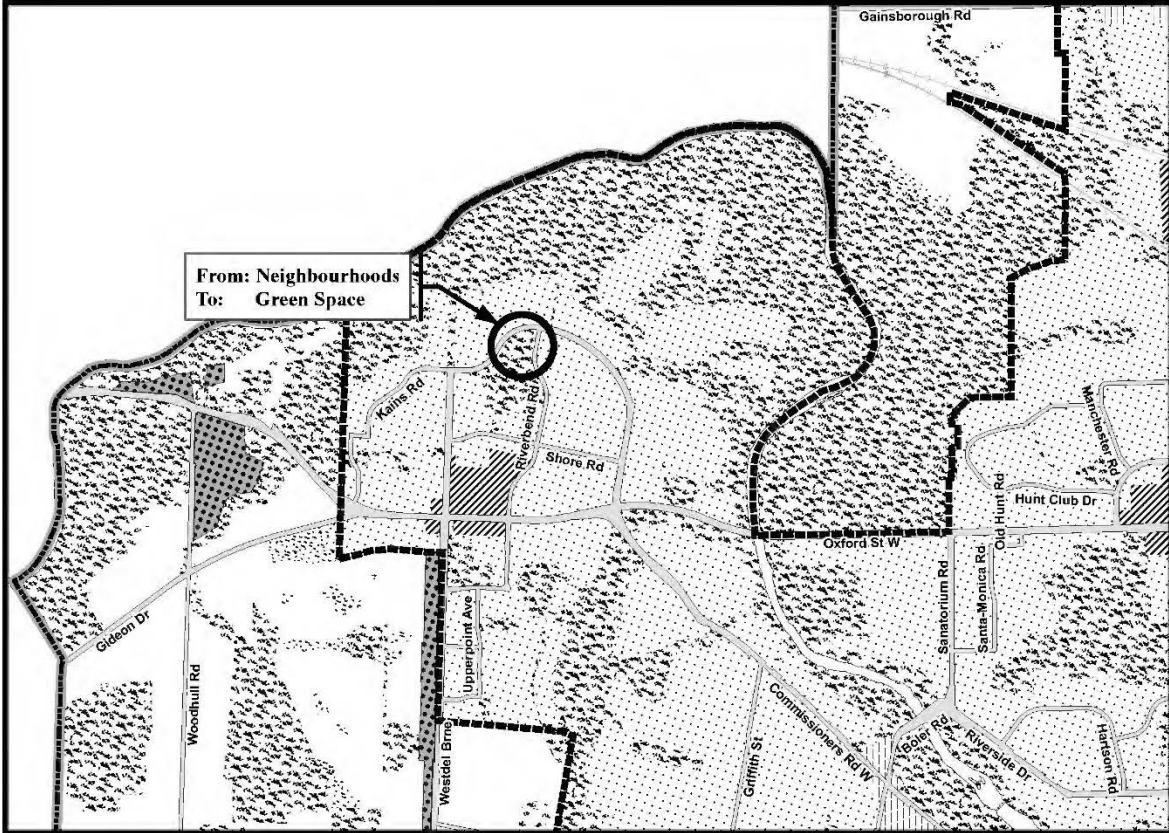 Gainsborough Rd
From: Neighbourhoods
To: Green Space
Kains Rd
Riverbend Rd
Shore Rd
Manchester Rd
Hunt Club Dr
Old Hunt Rd
Oxford St W
Gideon Dr
Woodhull Rd
Upperpoint Ave
Westdel Brne
Sanatorium Rd
Santa-Monica Rd
Commissioners Rd W
Griffith St
Boler Rd
Riverside Dr
Hanson Rd